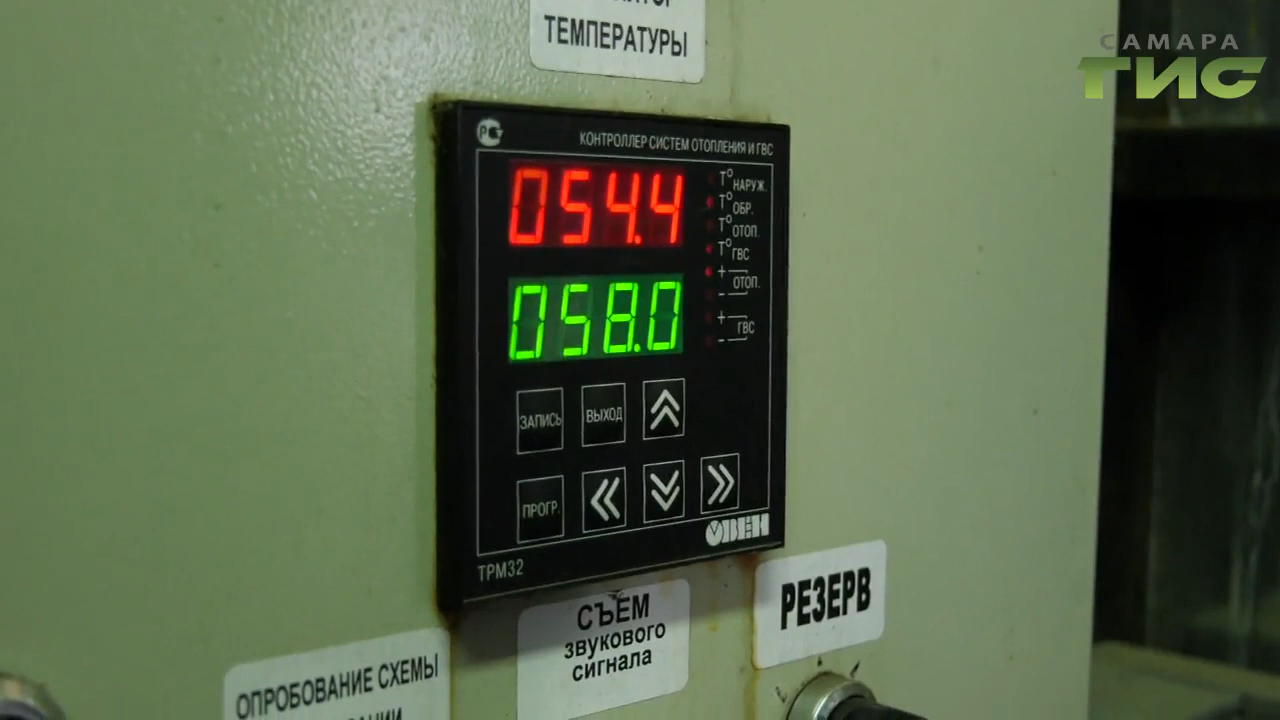 ТЕМПЕРАТУРЫ
САМАРА
ТИС
РСТ
КОНТРОЛЛЕР СИСТЕМ ОТОПЛЕНИЯ И ГВС
054.4
058.0
T° НАРУЖ.
T° ОБР.
T° ОТОП.
T° ГВС
+
ОТОП.
-
+
ГВС
-
ЗАПИСЬ
ВЫХОД
ПРОГР.
ОВЕН
ТРМ32
СЪЕМ
звукового
сигнала
РЕЗЕРВ
ОПРОБОВАНИЕ СХЕМЫ